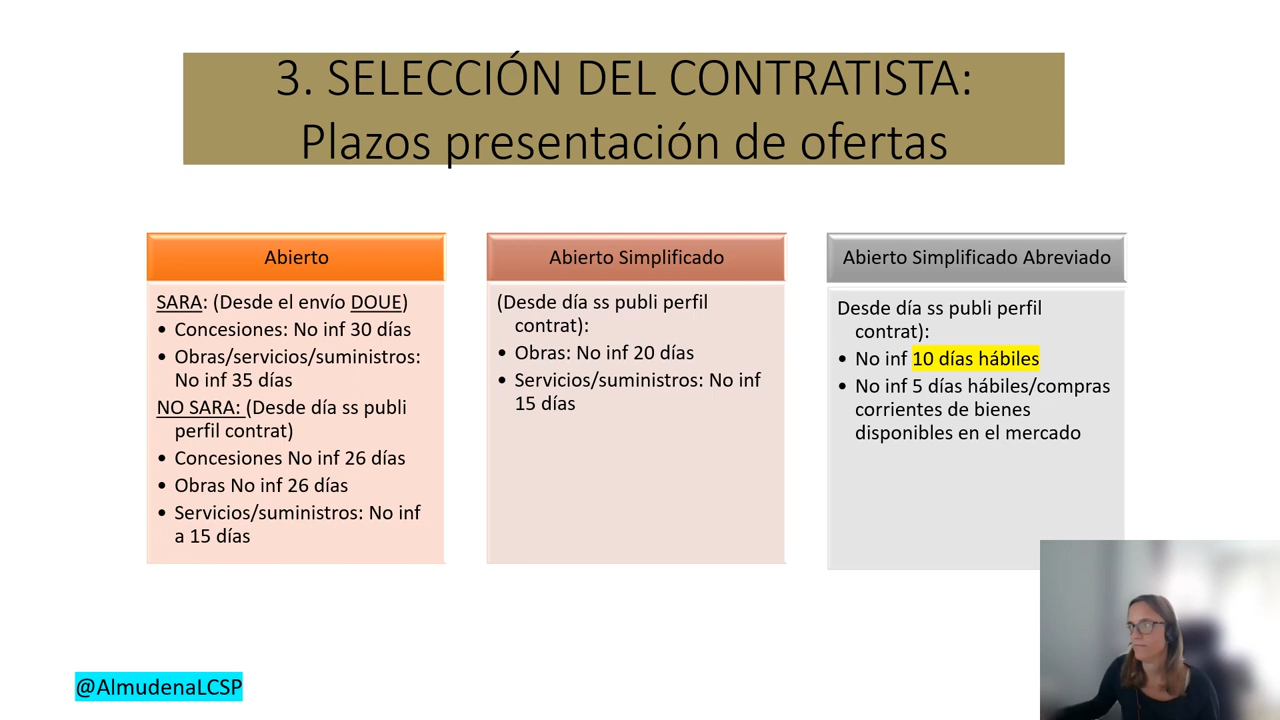 3. SELECCIÓN DEL CONTRATISTA:
Plazos presentación de ofertas
Abierto
SARA: (Desde el envío DOUE)
• Concesiones: No inf 30 días
• Obras/servicios/suministros:
No inf 35 días
NO SARA: (Desde día ss publi
perfil contrat)
• Concesiones No inf 26 días
• Obras No inf 26 días
• Servicios/suministros: No inf
a 15 días
Abierto Simplificado
(Desde día ss publi perfil
contrat):
• Obras: No inf 20 días
• Servicios/suministros: No inf
15 días
Abierto Simplificado Abreviado
Desde día ss publi perfil
contrat):
• No inf 10 días hábiles
• No inf 5 días hábiles/compras
corrientes de bienes
disponibles en el mercado
@AlmudenaLCSP